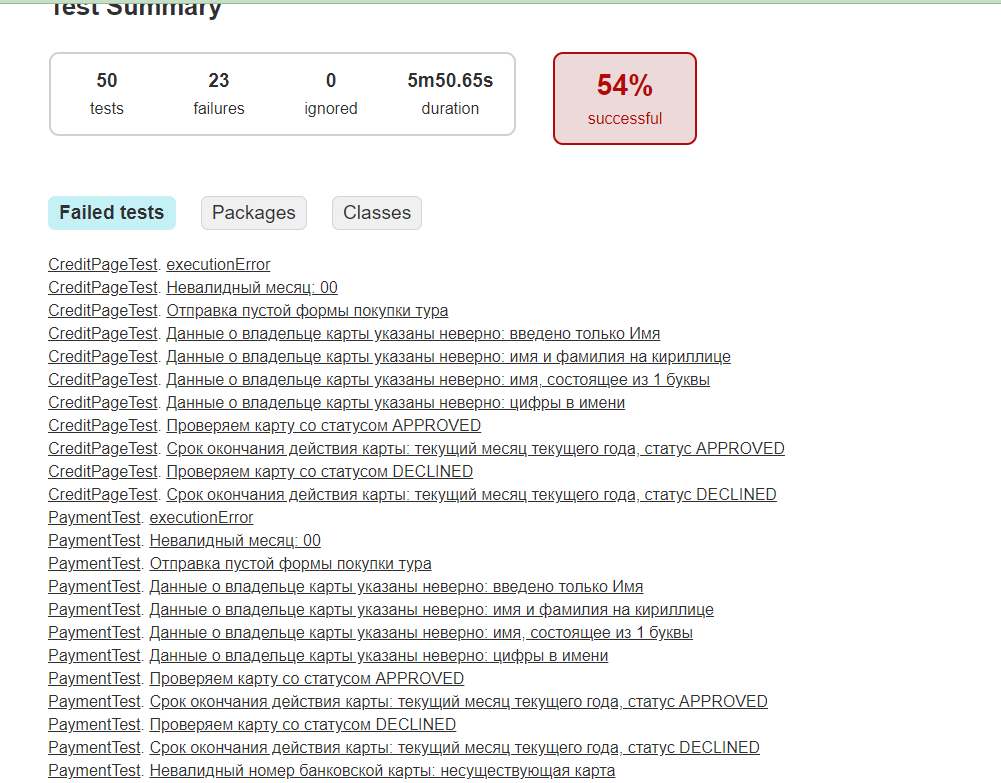 Test Summary
50 23 0 5m50.65s
tests failures ignored duration
54%
successful
Failed tests Packages Classes
CreditPageTest. executionError
CreditPageTest. Невалидный месяц: 00
CreditPageTest. Отправка пустой формы покупки тура
CreditPageTest. Данные о владельце карты указаны неверно: введено только Имя
CreditPageTest. Данные о владельце карты указаны неверно: имя и фамилия на кириллице
CreditPageTest. Данные о владельце карты указаны неверно: имя, состоящее из 1 буквы
CreditPageTest. Данные о владельце карты указаны неверно: цифры в имени
CreditPageTest. Проверяем карту со статусом APPROVED
CreditPageTest. Срок окончания действия карты: текущий месяц текущего года, статус APPROVED
CreditPageTest. Проверяем карту со статусом DECLINED
CreditPageTest. Срок окончания действия карты: текущий месяц текущего года, статус DECLINED
PaymentTest. executionError
PaymentTest. Невалидный месяц: 00
PaymentTest. Отправка пустой формы покупки тура
PaymentTest. Данные о владельце карты указаны неверно: введено только Имя
PaymentTest. Данные о владельце карты указаны неверно: имя и фамилия на кириллице
PaymentTest. Данные о владельце карты указаны неверно: имя, состоящее из 1 буквы
PaymentTest. Данные о владельце карты указаны неверно: цифры в имени
PaymentTest. Проверяем карту со статусом APPROVED
PaymentTest. Срок окончания действия карты: текущий месяц текущего года, статус APPROVED
PaymentTest. Проверяем карту со статусом DECLINED
PaymentTest. Срок окончания действия карты: текущий месяц текущего года, статус DECLINED
PaymentTest. Невалидный номер банковской карты: несуществующая карта